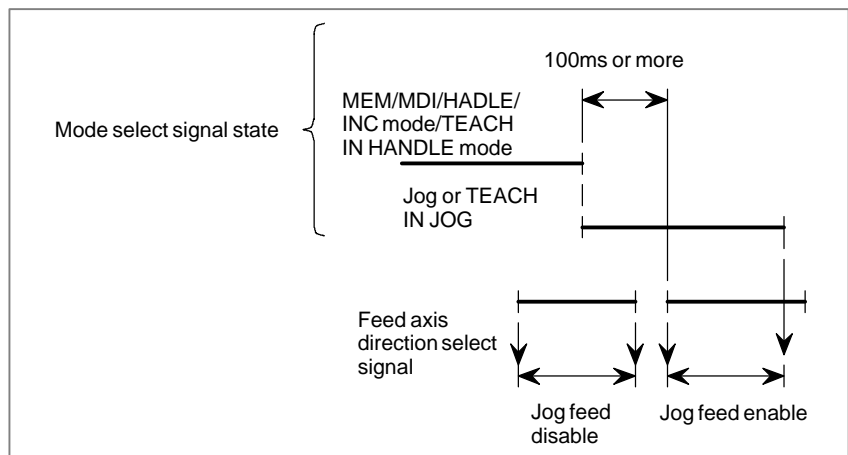 100ms or more
MEM/MDI/HADLE/
INC mode/TEACH
IN HANDLE mode
Mode select signal state
Jog or TEACH
IN JOG
Feed axis
direction select
signal
Jog feed
disable
Jog feed enable